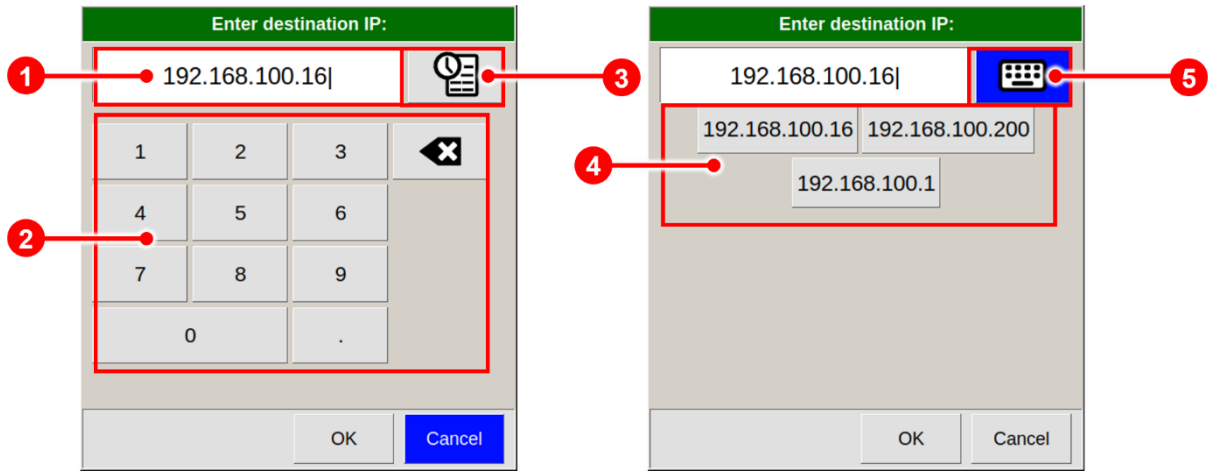 Enter destination IP:
1
192.168.100.16
3
1 2 3
4 5 6
2
7 8 9
0 .
OK Cancel
Enter destination IP:
192.168.100.16
5
192.168.100.16 192.168.100.200
4
192.168.100.1
OK Cancel